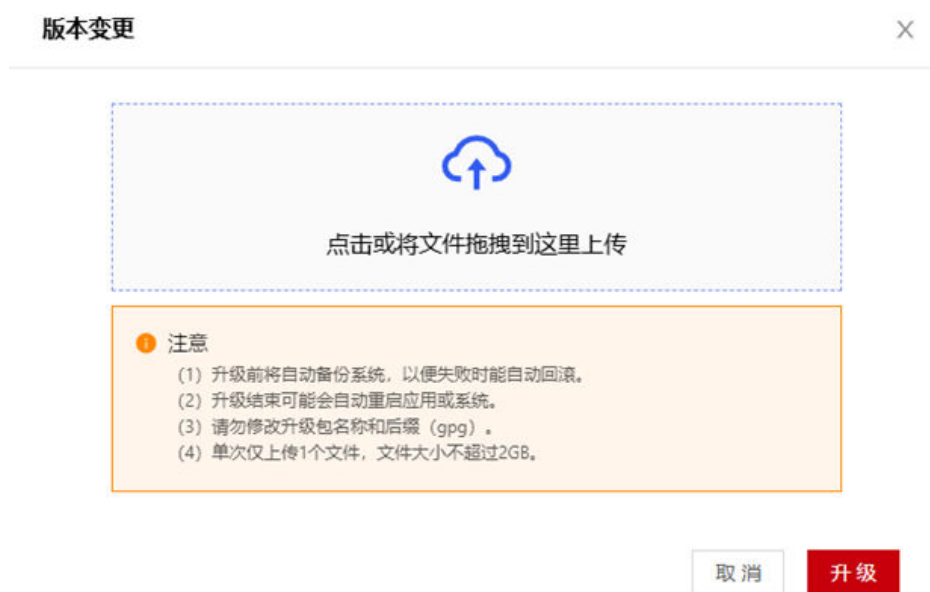 版本变更
点击或将文件拖拽到这里上传
注意
(1) 升级前将自动备份系统，以便失败时能自动回滚。
(2) 升级结束可能会自动重启应用或系统。
(3) 请勿修改升级包名称和后缀（gpg）。
(4) 单次仅上传1个文件，文件大小不超过2GB。
取消
升级